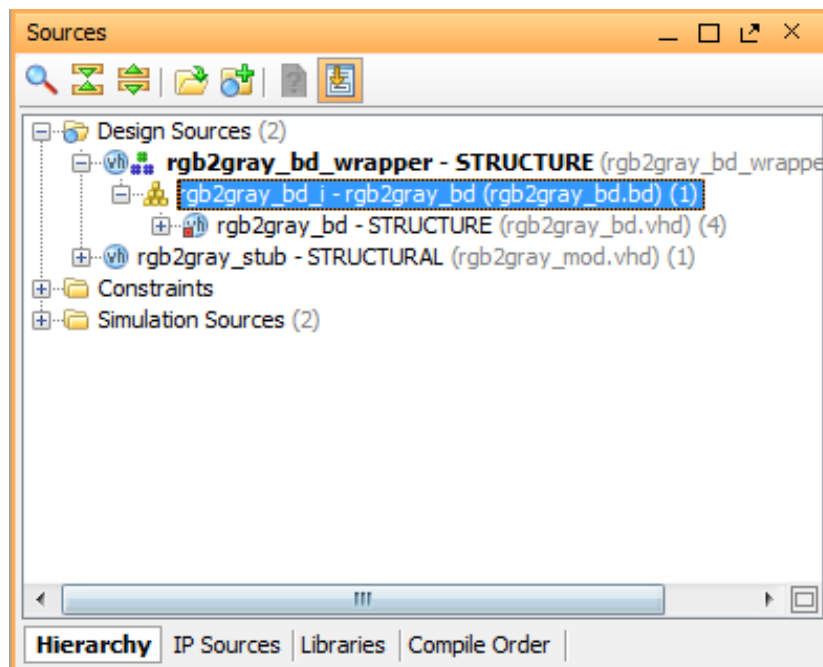 Sources
Design Sources (2)
rgb2gray_bd_wrapper - STRUCTURE (rgb2gray_bd_wrappe
rgb2gray_bd_i - rgb2gray_bd (rgb2gray_bd.bd) (1)
rgb2gray_bd - STRUCTURE (rgb2gray_bd.vhd) (4)
rgb2gray_stub - STRUCTURAL (rgb2gray_mod.vhd) (1)
Constraints
Simulation Sources (2)
Hierarchy IP Sources Libraries Compile Order